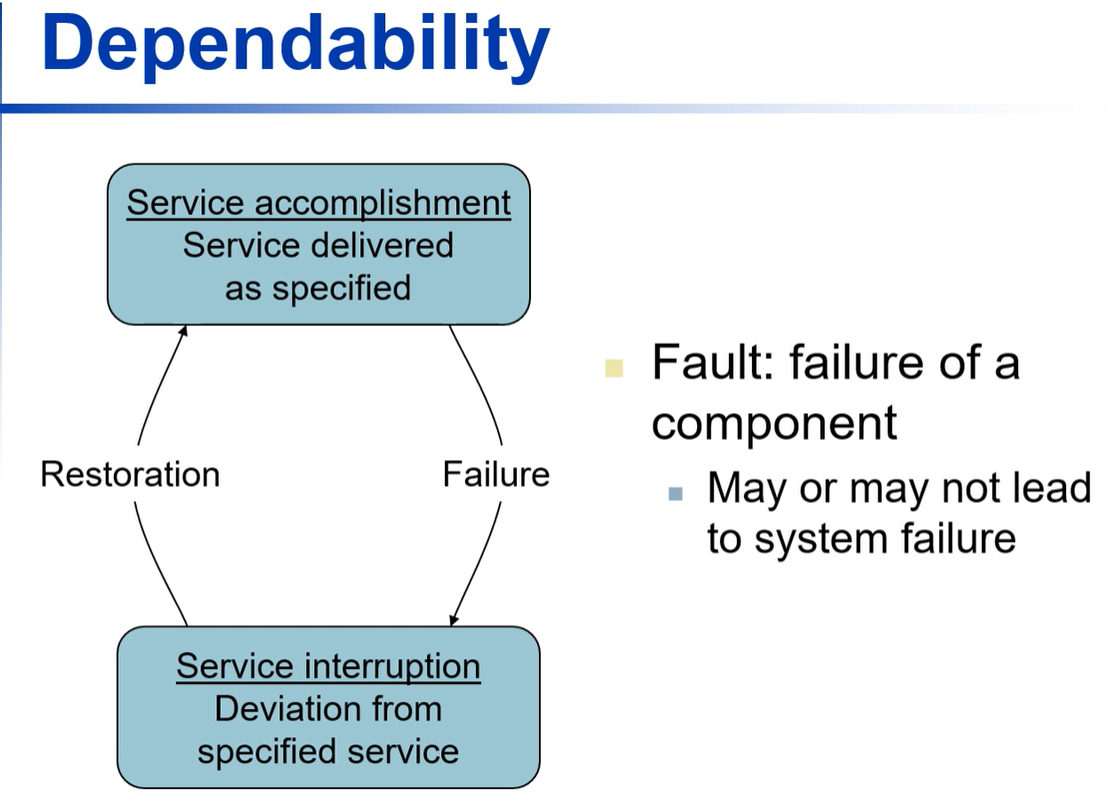 Dependability
Service accomplishment
Service delivered
as specified
Restoration
Failure
Service interruption
Deviation from
specified service
Fault: failure of a
component
May or may not lead
to system failure